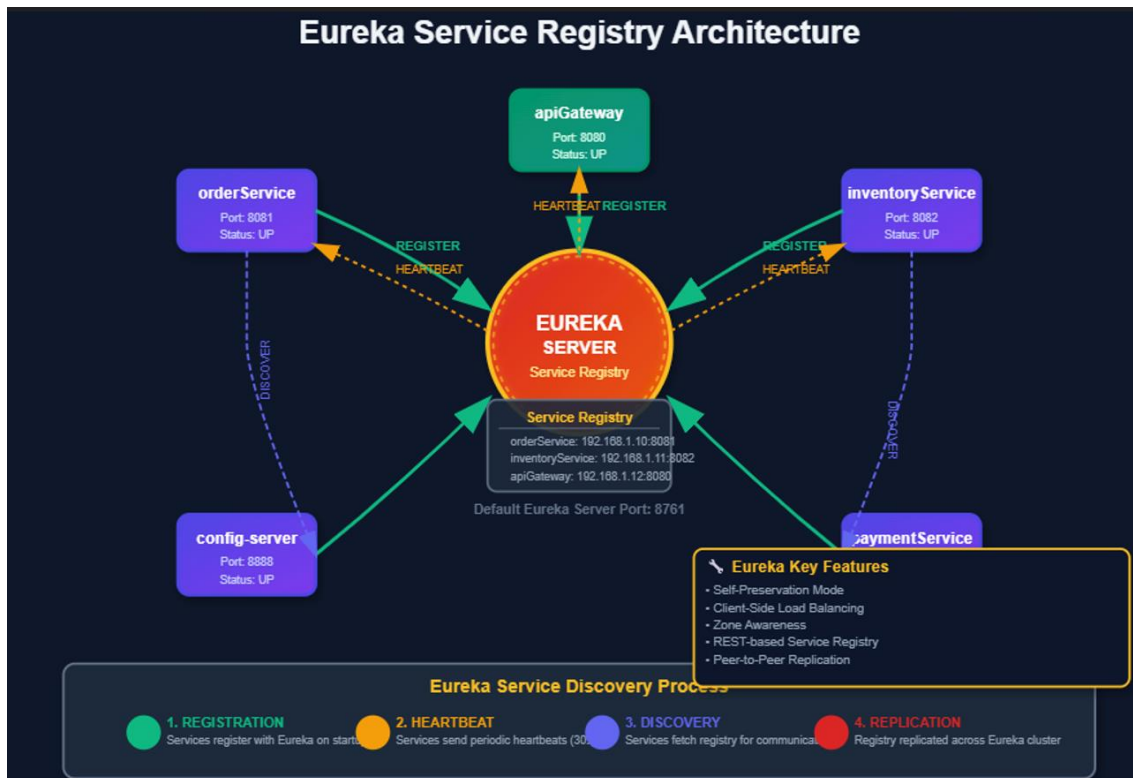 Eureka Service Registry Architecture
apiGateway
Port: 8080
Status: UP
orderService
Port: 8081
Status: UP
inventoryService
Port: 8082
Status: UP
HEARTBEAT
REGISTER
REGISTER
HEARTBEAT
REGISTER
HEARTBEAT
EUREKA
SERVER
Service Registry
DISCOVER
DISCOVER
Service Registry
orderService: 192.168.1.10:8081
inventoryService: 192.168.1.11:8082
apiGateway: 192.168.1.12:8080
Default Eureka Server Port: 8761
config-server
Port: 8888
Status: UP
paymentService
Eureka Key Features
• Self-Preservation Mode
• Client-Side Load Balancing
• Zone Awareness
• REST-based Service Registry
• Peer-to-Peer Replication
Eureka Service Discovery Process
1. REGISTRATION
Services register with Eureka on
2. HEARTBEAT
Services send periodic heartbeats
3. DISCOVERY
Services fetch registry for
4. REPLICATION
Registry replicated across Eureka cluster